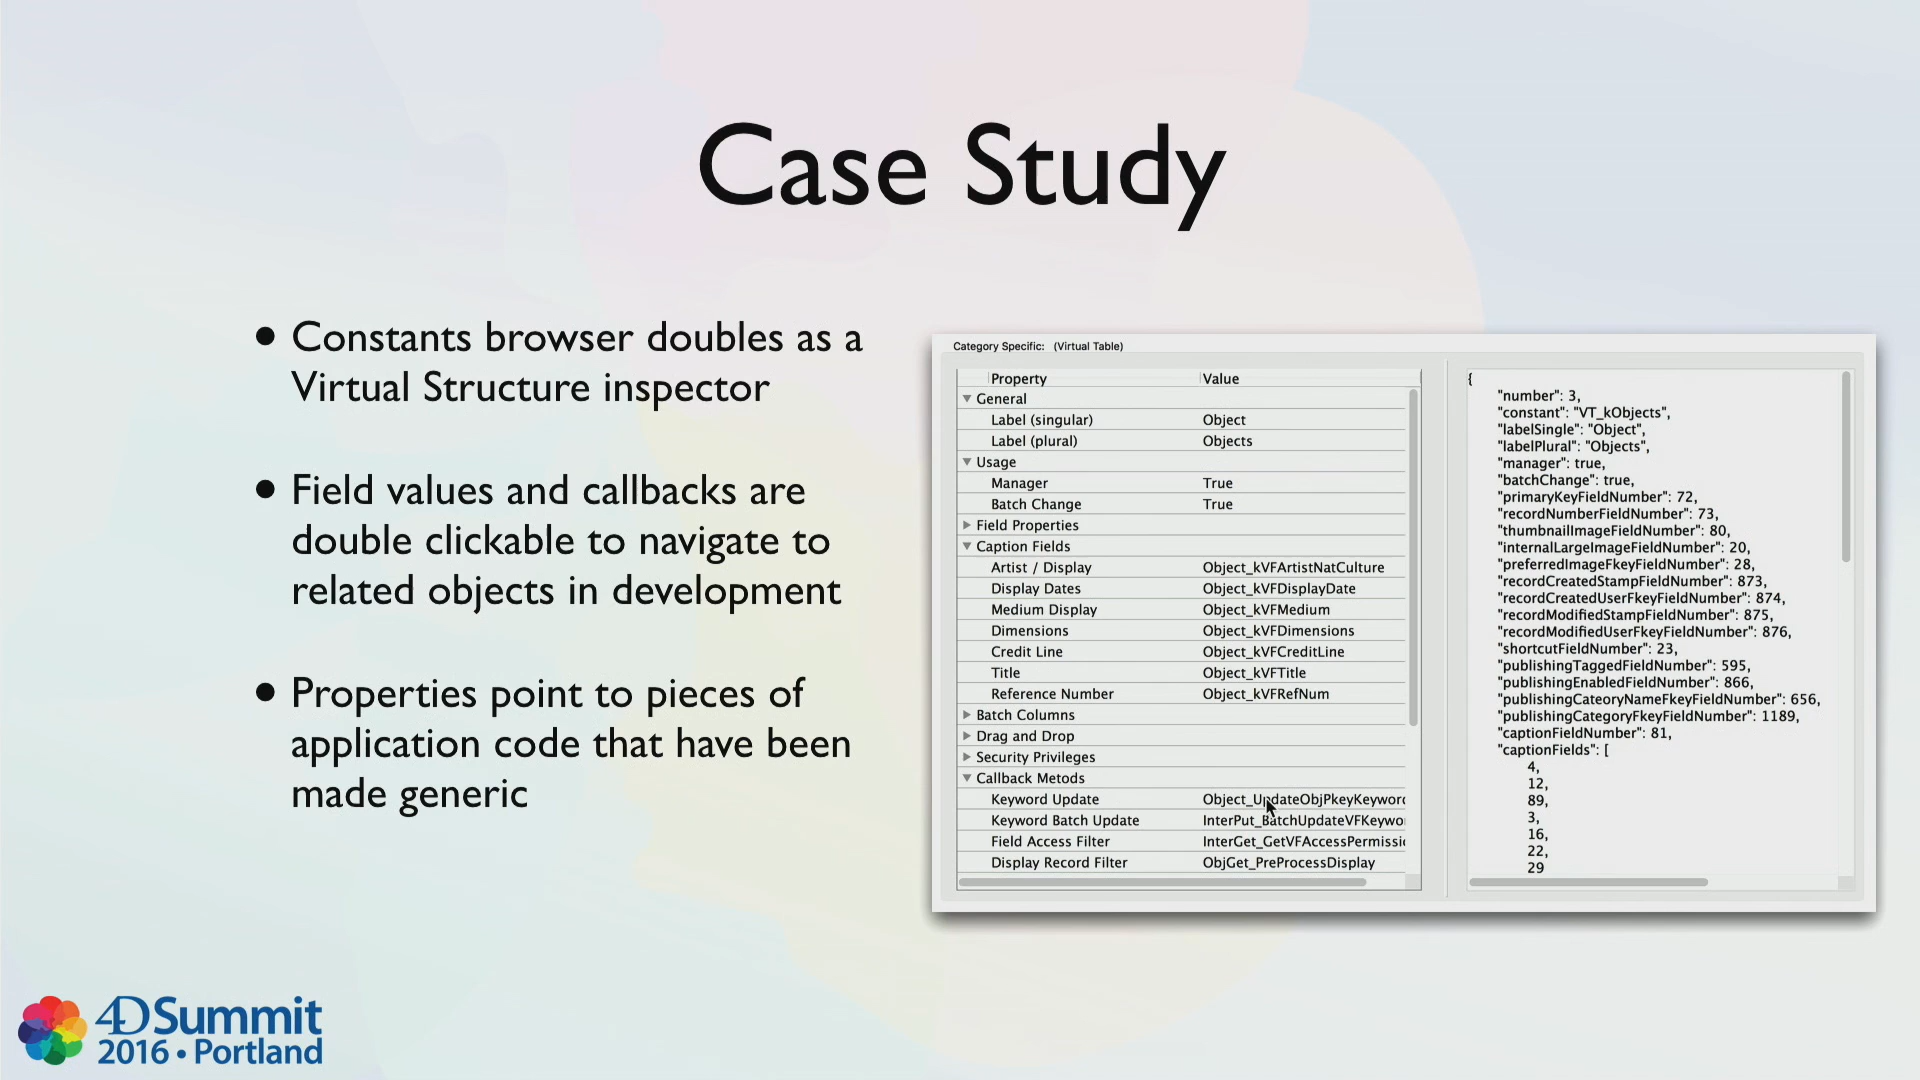 Case Study
• Constants browser doubles as a
Virtual Structure inspector
• Field values and callbacks are
double clickable to navigate to
related objects in development
• Properties point to pieces of
application code that have been
made generic
Category Specific: (Virtual Table)
Property Value
General
Label (singular) Object
Label (plural) Objects
Usage
Manager True
Batch Change True
Field Properties
Caption Fields
Artist / Display Object_kVFArtistNatCulture
Display Dates Object_kVFDisplayDate
Medium Display Object_kVFMedium
Dimensions Object_kVFDimensions
Credit Line Object_kVFCreditLine
Title Object_kVFTitle
Reference Number Object_kVFRefNum
Batch Columns
Drag and Drop
Security Privileges
Callback Metods
Keyword Update Object_UpdateObjPkeyKeyword
Keyword Batch Update InterPut_BatchUpdateVFKeywo
Field Access Filter InterGet_GetVFAccessPermissi
Display Record Filter ObjGet_PreProcessDisplay
{
"number": 3,
"constant": "VT_kObjects",
"labelSingle": "Object",
"labelPlural": "Objects",
"manager": true,
"batchChange": true,
"primaryKeyFieldNumber": 72,
"recordNumberFieldNumber": 73,
"thumbnailImageFieldNumber": 80,
"internalLargeImageFieldNumber": 20,
"preferredImageFkeyFieldNumber": 28,
"recordCreatedStampFieldNumber": 873,
"recordCreatedUserFkeyFieldNumber": 874,
"recordModifiedStampFieldNumber": 875,
"recordModifiedUserFkeyFieldNumber": 876,
"shortcutFieldNumber": 23,
"publishingTaggedFieldNumber": 595,
"publishingEnabledFieldNumber": 866,
"publishingCateoryNameFkeyFieldNumber": 656,
"publishingCategoryFkeyFieldNumber": 1189,
"captionFieldNumber": 81,
"captionFields": [
4,
12,
89,
3,
16,
22,
29
4D Summit
2016 • Portland